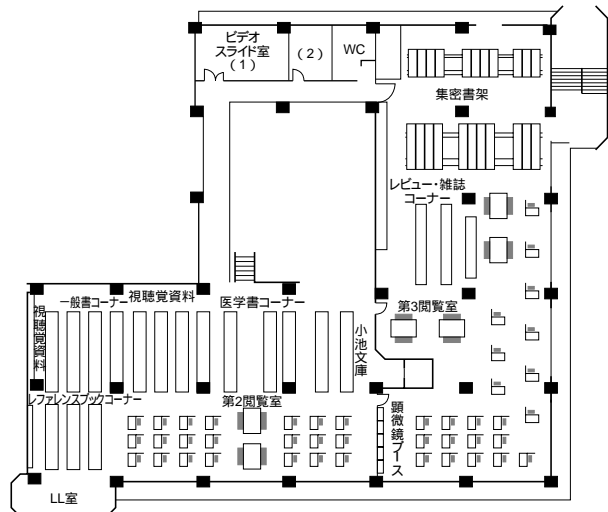 ビデオ
スライド室
(1)
(2)
WC
集密書架
レビュー・雑誌
コーナー
視聴覚資料
一般書コーナー
医学書コーナー
第3閲覧室
視聴覚資料
小池文庫
レファレンスブックコーナー
第2閲覧室
顕微鏡ブース
LL室